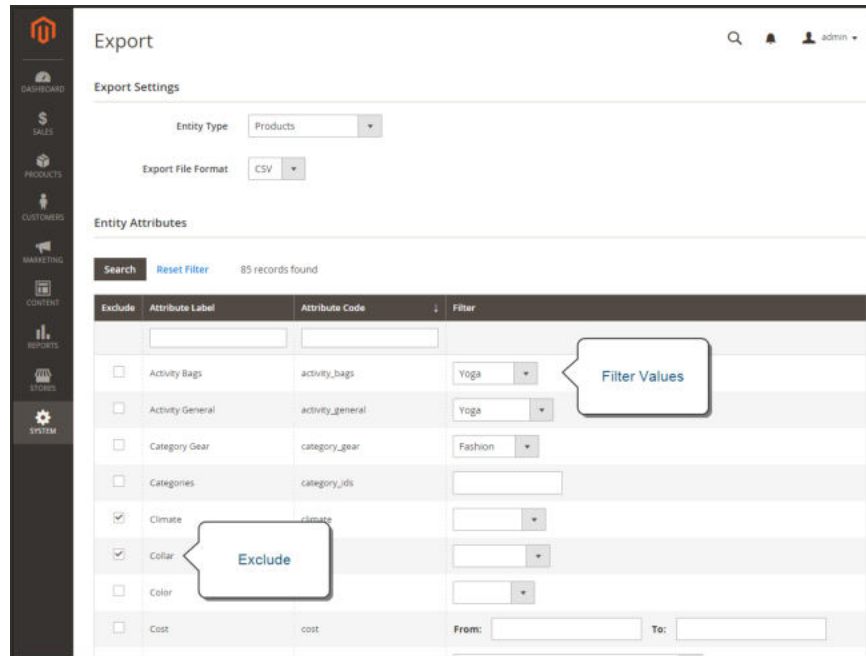 Export
admin
DASHBOARD
SALES
PRODUCTS
CUSTOMERS
MARKETING
CONTENT
REPORTS
STORES
SYSTEM
Export Settings
Entity Type Products
Export File Format CSV
Entity Attributes
Search Reset Filter 85 records found
Exclude Attribute Label Attribute Code ↓ Filter
Activity Bags activity_bags Yoga
Filter Values
Activity General activity_general Yoga
Category Gear category_gear Fashion
Categories category_ids
Climate climate
Collar
Exclude
Color
Cost cost From: To: